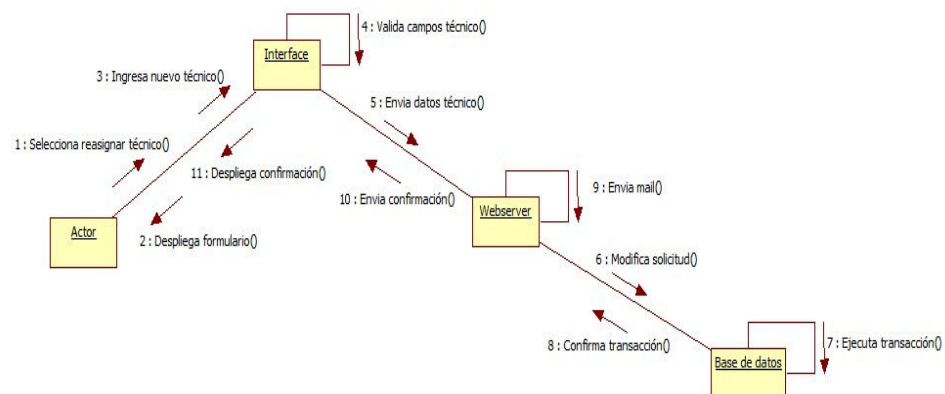 4 : Valida campos técnico()
Interface
3 : Ingresa nuevo técnico()
5 : Envia datos técnico()
1 : Selecciona reasignar técnico()
11 : Despliega confirmación()
10 : Envia confirmación()
9 : Envia mail()
Webserver
Actor
2 : Despliega formulario()
6 : Modifica solicitud()
8 : Confirma transacción()
7 : Ejecuta transacción()
Base de datos